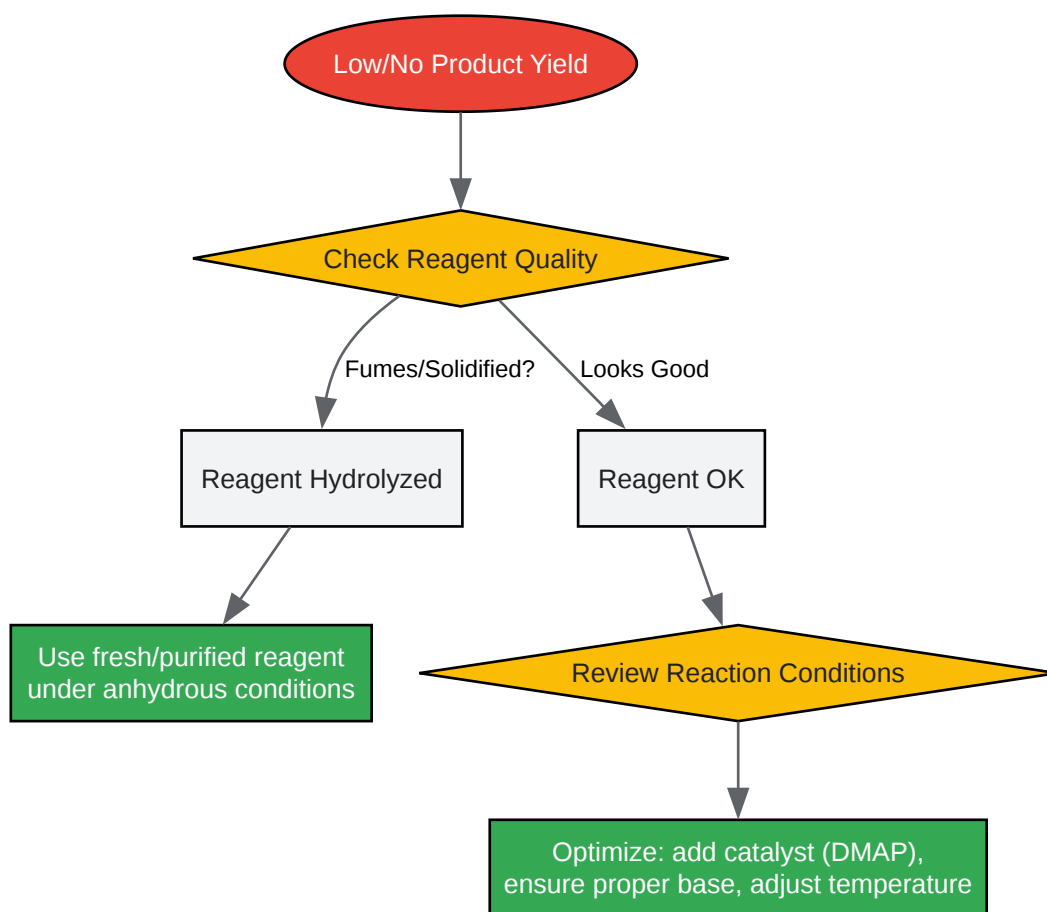 Low/No Product Yield
Check Reagent Quality
Fumes/Solidified?
Looks Good
Reagent Hydrolyzed
Reagent OK
Use fresh/purified reagent
under anhydrous conditions
Review Reaction Conditions
Optimize: add catalyst (DMAP),
ensure proper base, adjust temperature